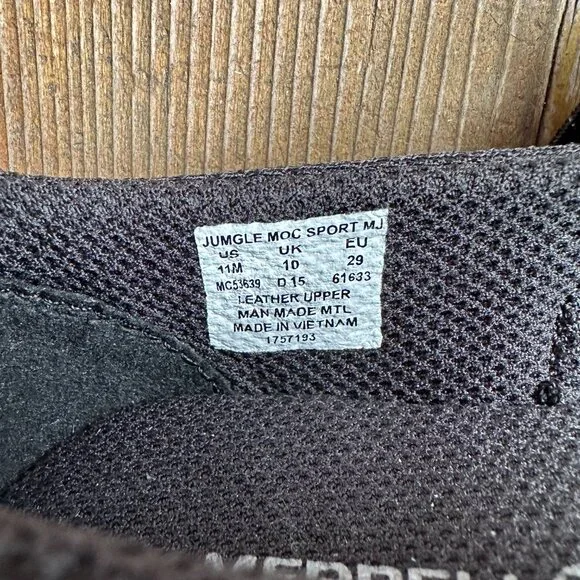 JUMGLE MOC SPORT MJ
US UK EU
11M 10 29
MC53639 D 15 61633
LEATHER UPPER
MAN MADE MTL
MADE IN VIETNAM
1757193